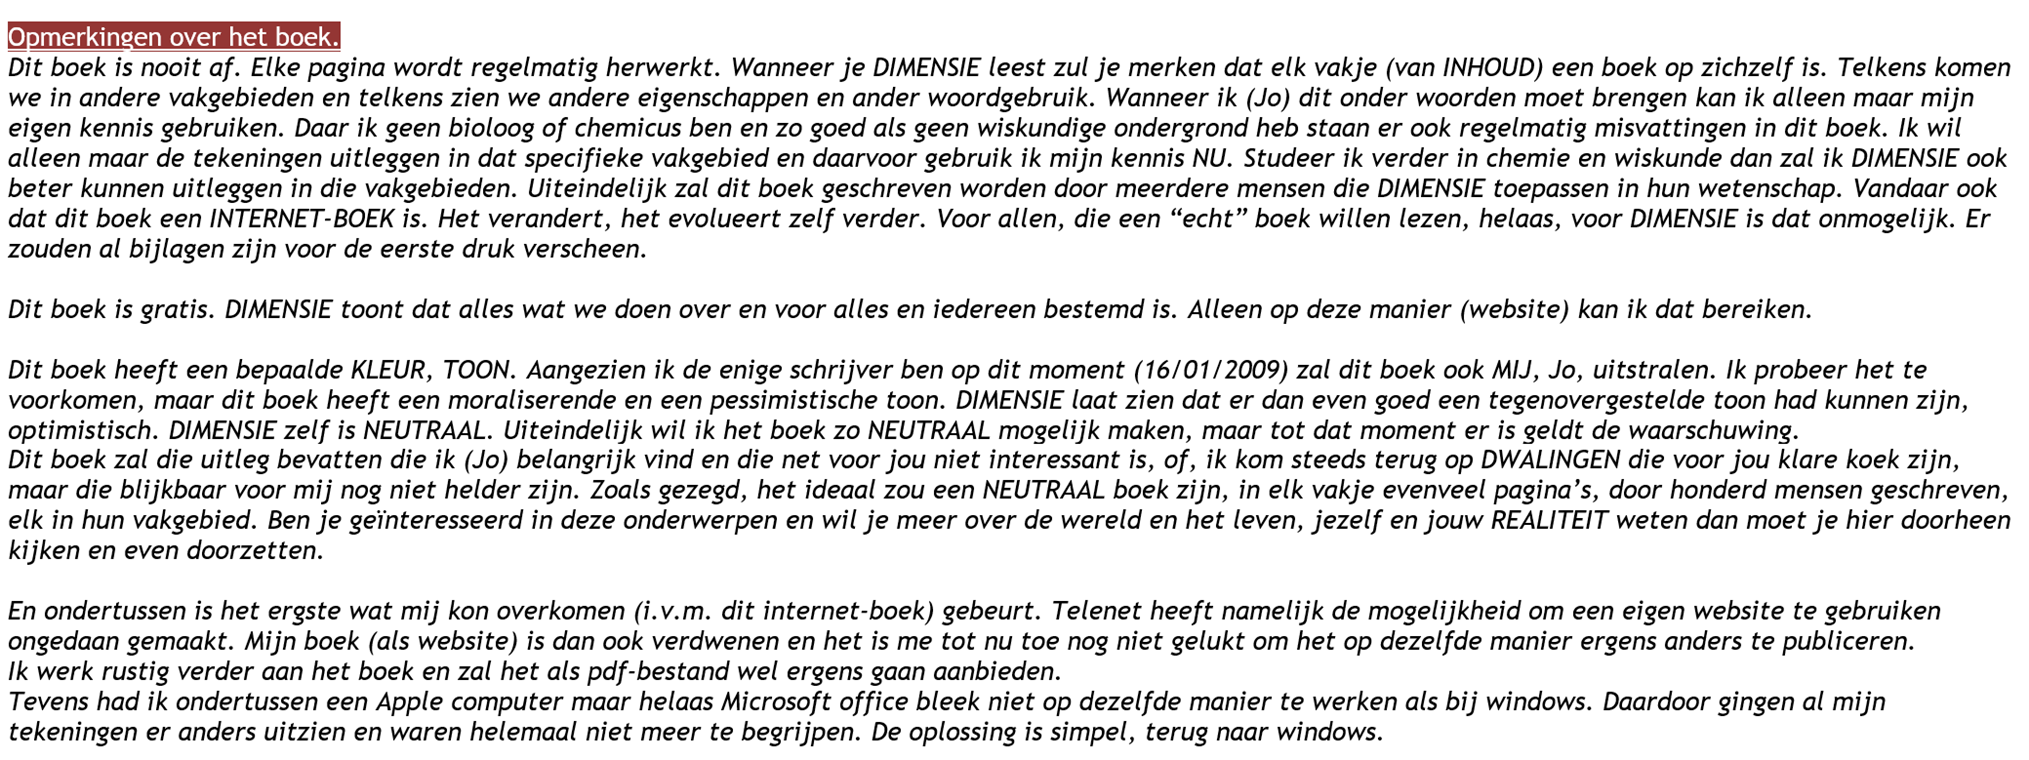 Opmerkingen over het boek.
Dit boek is nooit af. Elke pagina wordt regelmatig herwerkt. Wanneer je DIMENSIE leest zul je merken dat elk vakje (van INHOUD) een boek op zichzelf is. Telkens komen
we in andere vakgebieden en telkens zien we andere eigenschappen en ander woordgebruik. Wanneer ik (Jo) dit onder woorden moet brengen kan ik alleen maar mijn
eigen kennis gebruiken. Daar ik geen bioloog of chemicus ben en zo goed als geen wiskundige ondergrond heb staan er ook regelmatig misvattingen in dit boek. Ik wil
alleen maar de tekeningen uitleggen in dat specifieke vakgebied en daarvoor gebruik ik mijn kennis NU. Studeer ik verder in chemie en wiskunde dan zal ik DIMENSIE ook
beter kunnen uitleggen in die vakgebieden. Uiteindelijk zal dit boek geschreven worden door meerdere mensen die DIMENSIE toepassen in hun wetenschap. Vandaar ook
dat dit boek een INTERNET-BOEK is. Het verandert, het evolueert zelf verder. Voor allen, die een “echt” boek willen lezen, helaas, voor DIMENSIE is dat onmogelijk. Er
zouden al bijlagen zijn voor de eerste druk verscheen.
Dit boek is gratis. DIMENSIE toont dat alles wat we doen over en voor alles en iedereen bestemd is. Alleen op deze manier (website) kan ik dat bereiken.
Dit boek heeft een bepaalde KLEUR, TOON. Aangezien ik de enige schrijver ben op dit moment (16/01/2009) zal dit boek ook MIJ, Jo, uitstralen. Ik probeer het te
voorkomen, maar dit boek heeft een moraliserende en een pessimistische toon. DIMENSIE laat zien dat er dan even goed een tegenovergestelde toon had kunnen zijn,
optimistisch. DIMENSIE zelf is NEUTRAAL. Uiteindelijk wil ik het boek zo NEUTRAAL mogelijk maken, maar tot dat moment er is geldt de waarschuwing.
Dit boek zal die uitleg bevatten die ik (Jo) belangrijk vind en die net voor jou niet interessant is, of, ik kom steeds terug op DWALINGEN die voor jou klare koek zijn,
maar die blijkbaar voor mij nog niet helder zijn. Zoals gezegd, het ideaal zou een NEUTRAAL boek zijn, in elk vakje evenveel pagina’s, door honderd mensen geschreven,
elk in hun vakgebied. Ben je geïnteresseerd in deze onderwerpen en wil je meer over de wereld en het leven, jezelf en jouw REALITEIT weten dan moet je hier doorheen
kijken en even doorzetten.
En ondertussen is het ergste wat mij kon overkomen (i.v.m. dit internet-boek) gebeurt. Telenet heeft namelijk de mogelijkheid om een eigen website te gebruiken
ongedaan gemaakt. Mijn boek (als website) is dan ook verdwenen en het is me tot nu toe nog niet gelukt om het op dezelfde manier ergens anders te publiceren.
Ik werk rustig verder aan het boek en zal het als pdf-bestand wel ergens gaan aanbieden.
Tevens had ik ondertussen een Apple computer maar helaas Microsoft office bleek niet op dezelfde manier te werken als bij windows. Daardoor gingen al mijn
tekeningen er anders uitzien en waren helemaal niet meer te begrijpen. De oplossing is simpel, terug naar windows.